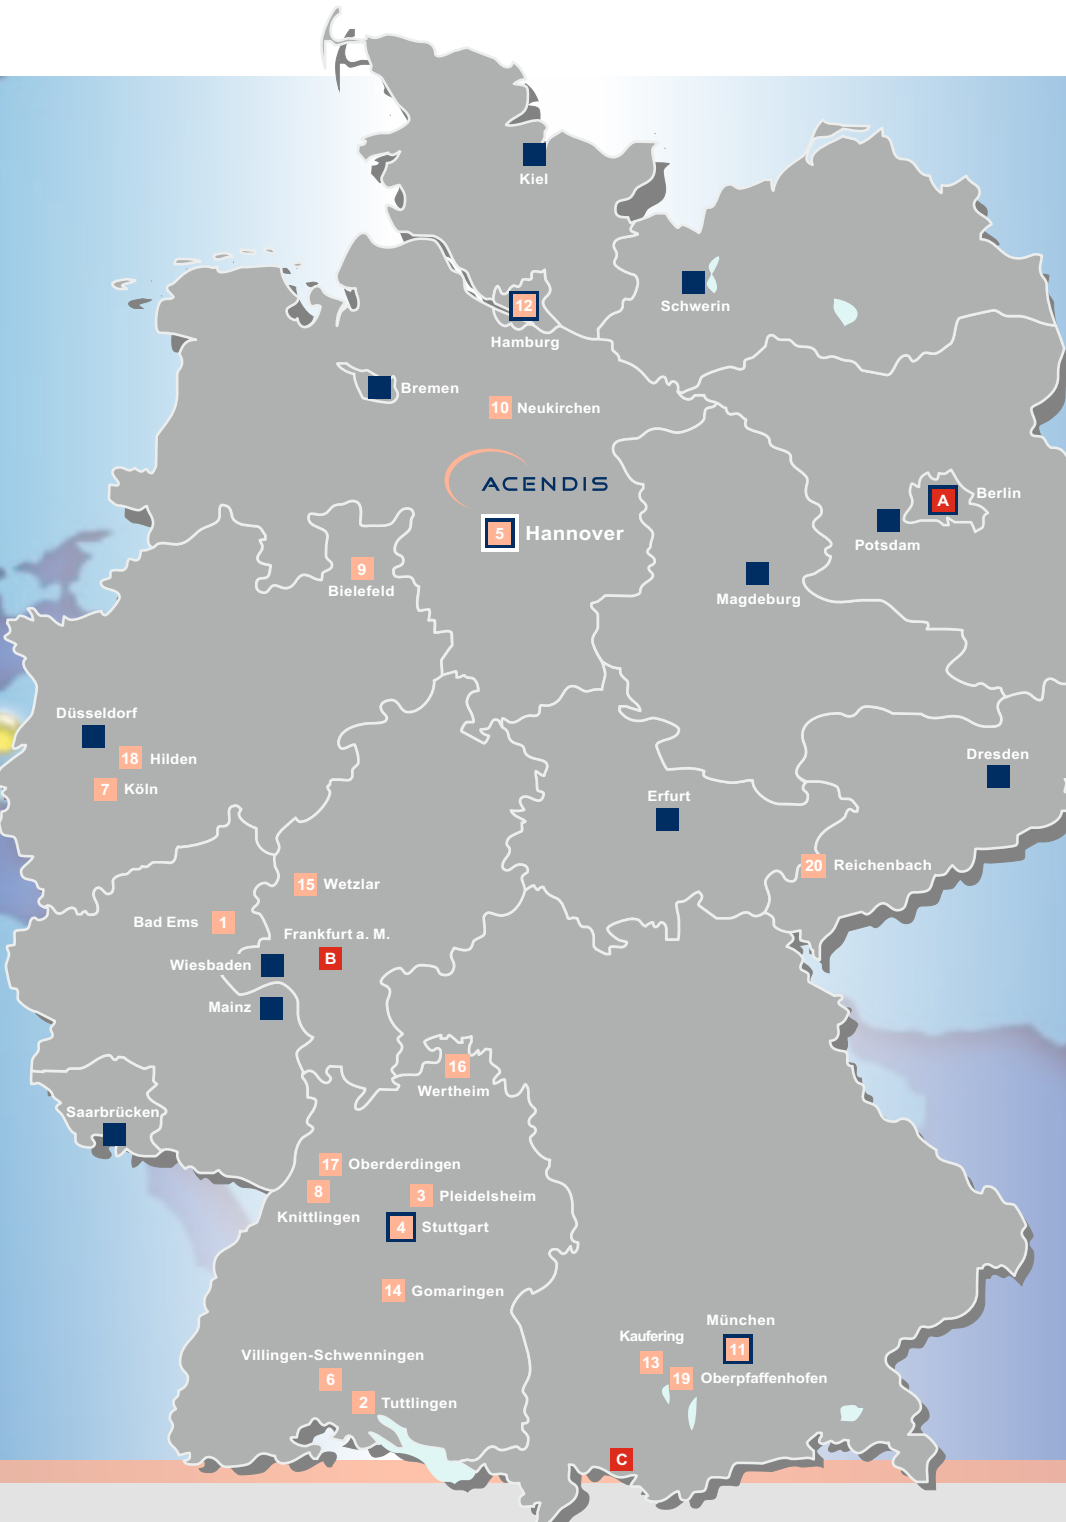 Kiel
Schwerin
12
Hamburg
Bremen
10 Neukirchen
ACENDIS
A Berlin
5 Hannover
Potsdam
9
Bielefeld
Magdeburg
Düsseldorf
18 Hilden
7 Köln
Dresden
Erfurt
20 Reichenbach
15 Wetzlar
Bad Ems 1
Frankfurt a. M.
B
Wiesbaden
Mainz
16
Wertheim
Saarbrücken
17 Oberderdingen
8
Knittlingen
3 Pleidelsheim
4 Stuttgart
14 Gomaringen
München
11
Kaufering
13
19 Oberpfaffenhofen
Villingen-Schwenningen
6
2 Tuttlingen
C